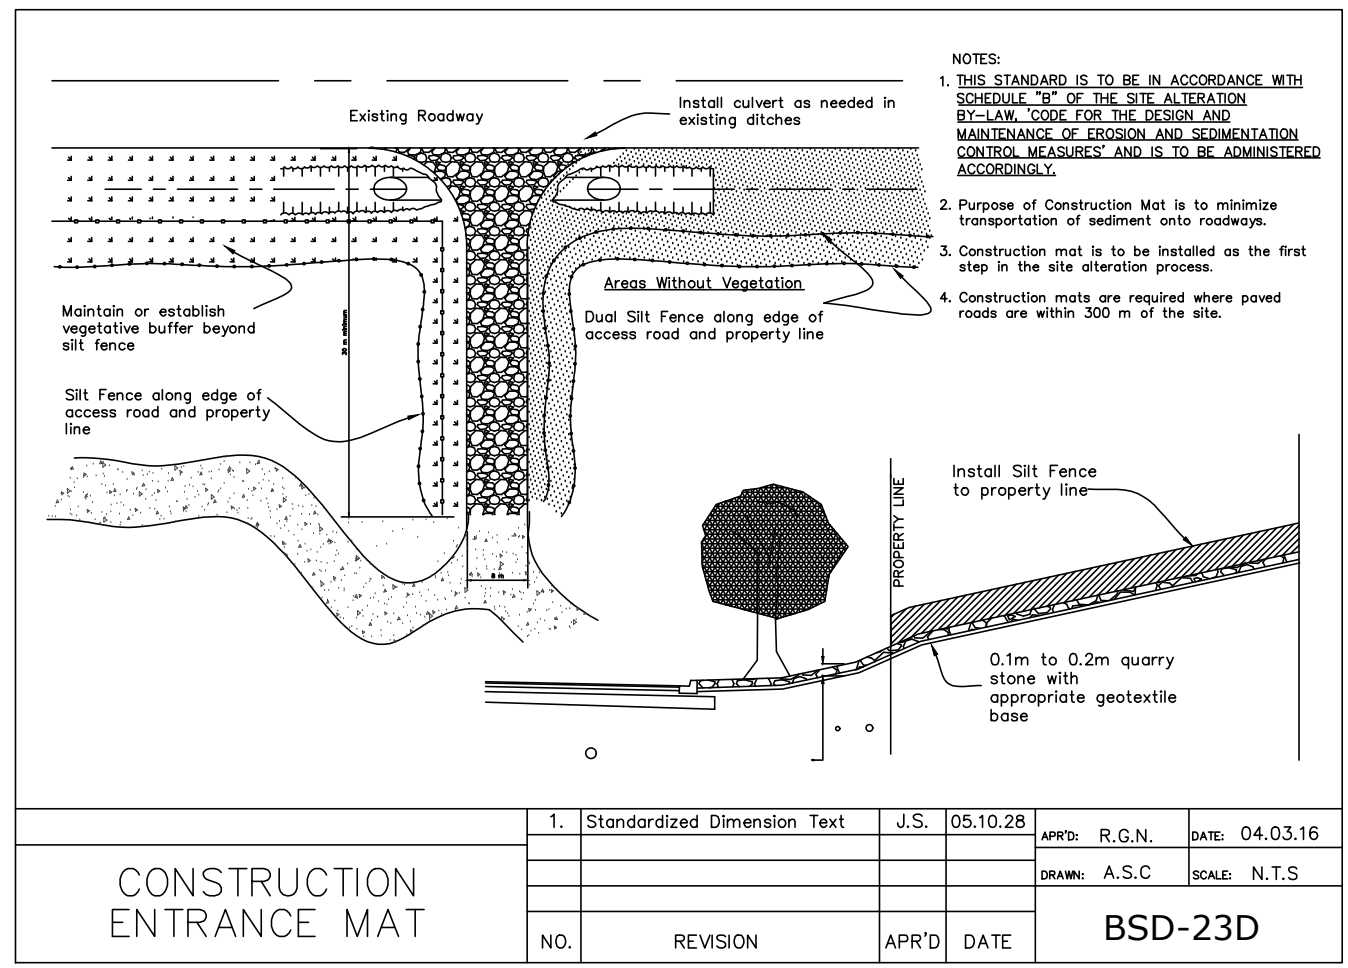 NOTES:
1. THIS STANDARD IS TO BE IN ACCORDANCE WITH
SCHEDULE "B" OF THE SITE ALTERATION
BY-LAW, 'CODE FOR THE DESIGN AND
MAINTENANCE OF EROSION AND SEDIMENTATION
CONTROL MEASURES' AND IS TO BE ADMINISTERED
ACCORDINGLY.
2. Purpose of Construction Mat is to minimize
transportation of sediment onto roadways.
3. Construction mat is to be installed as the first
step in the site alteration process.
4. Construction mats are required where paved
roads are within 300 m of the site.
Existing Roadway
Install culvert as needed in
existing ditches
Maintain or establish
vegetative buffer beyond
silt fence
30 m minimum
Areas Without Vegetation
Dual Silt Fence along edge of
access road and property line
Silt Fence along edge of
access road and property
line
8 m
PROPERTY LINE
Install Silt Fence
to property line
0.1m to 0.2m quarry
stone with
appropriate geotextile
base
CONSTRUCTION
ENTRANCE MAT
1. Standardized Dimension Text J.S. 05.10.28
NO. REVISION APR'D DATE
APR'D: R.G.N. DATE: 04.03.16
DRAWN: A.S.C SCALE: N.T.S
BSD-23D